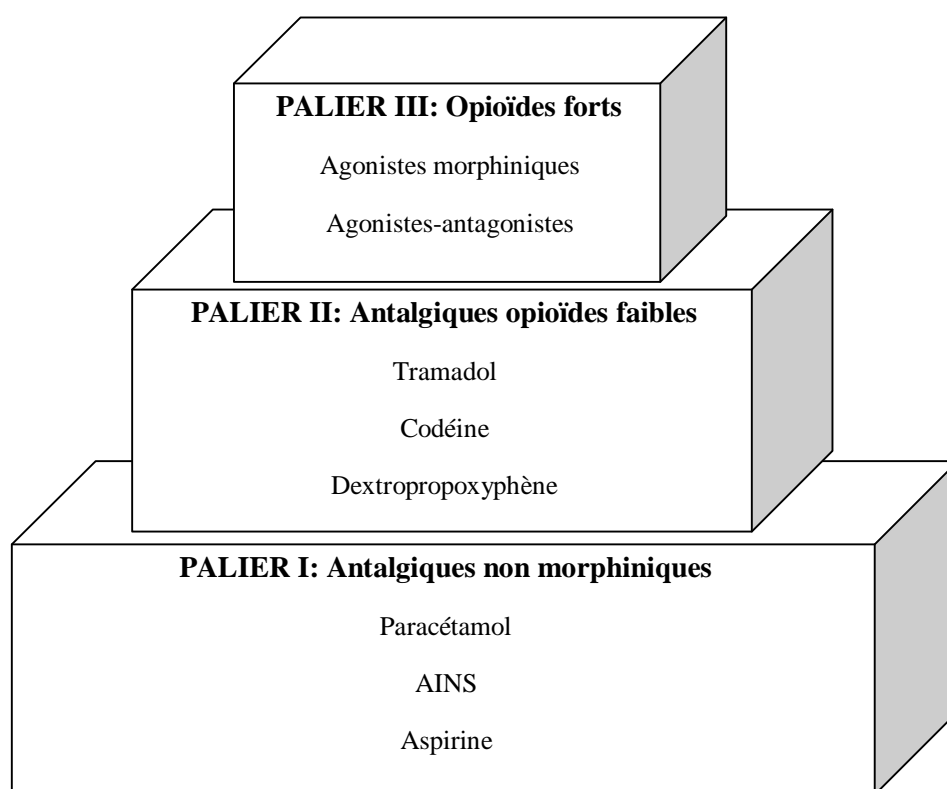 PALIER III: Opioïdes forts
Agonistes morphiniques
Agonistes-antagonistes
PALIER II: Antalgiques opioïdes faibles
Tramadol
Codéine
Dextropropoxyphène
PALIER I: Antalgiques non morphiniques
Paracétamol
AINS
Aspirine